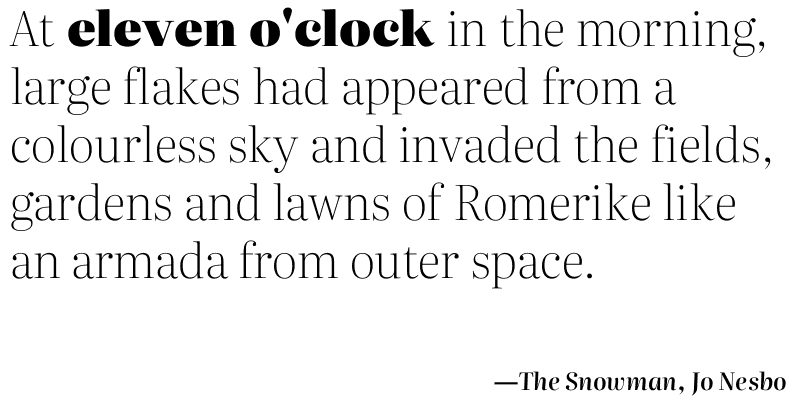 At eleven o'clock in the morning,
large flakes had appeared from a
colourless sky and invaded the fields,
gardens and lawns of Romerike like
an armada from outer space.
—The Snowman, Jo Nesbo